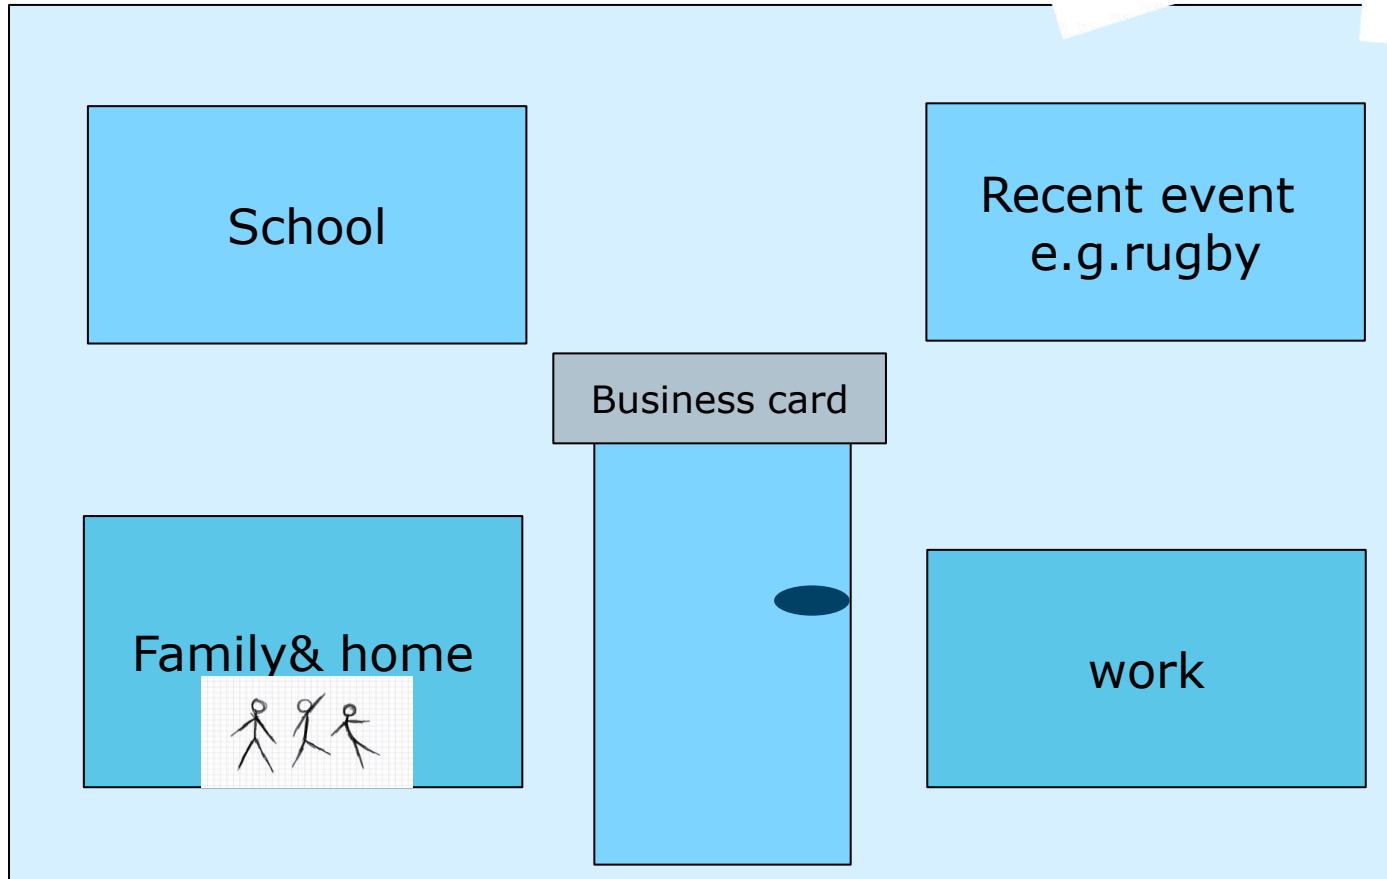 School
Recent event
e.g.rugby
Business card
Family& home
work